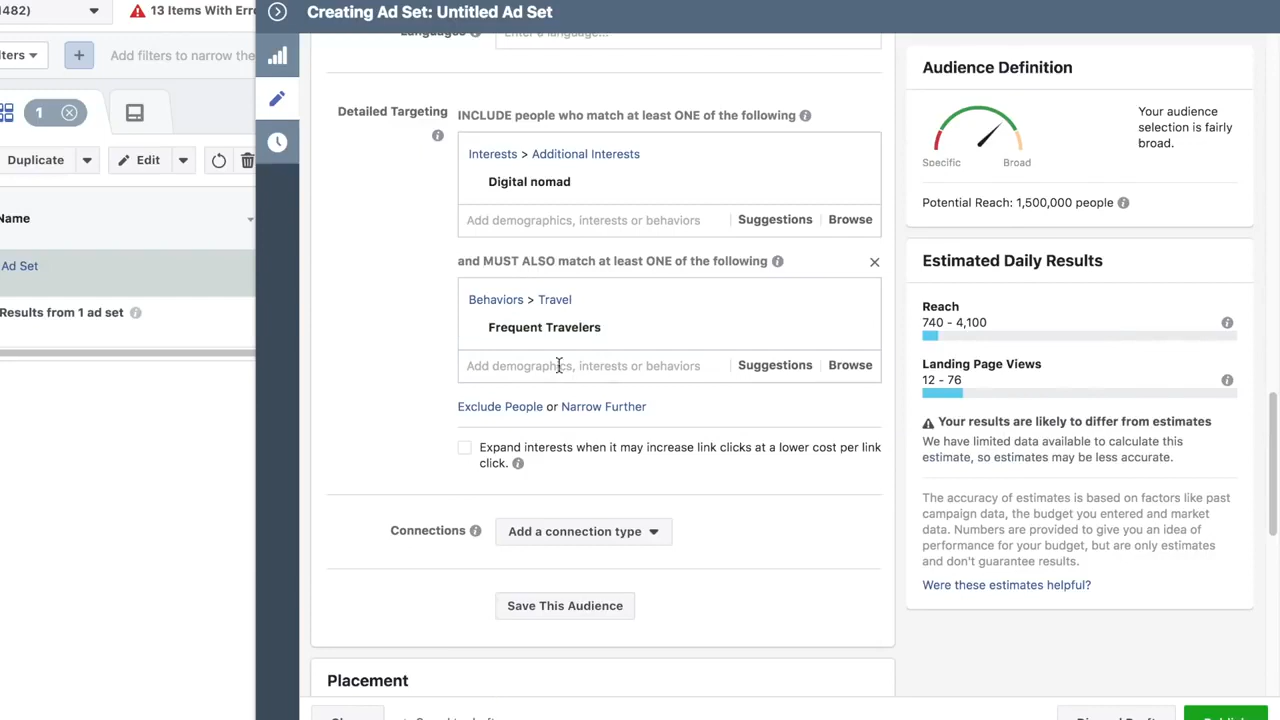 1482)
13 Items With Erro
Creating Ad Set: Untitled Ad Set
ters
Add filters to narrow the
1
Duplicate
Edit
Name
Ad Set
Results from 1 ad set
Languages
Enter a language...
Detailed Targeting
INCLUDE people who match at least ONE of the following
Interests > Additional Interests
Digital nomad
Add demographics, interests or behaviors
Suggestions
Browse
and MUST ALSO match at least ONE of the following
Behaviors > Travel
Frequent Travelers
Add demographics, interests or behaviors
Suggestions
Browse
Exclude People or Narrow Further
Expand interests when it may increase link clicks at a lower cost per link
click.
Connections
Add a connection type
Save This Audience
Placement
Audience Definition
Specific
Broad
Your audience
selection is fairly
broad.
Potential Reach: 1,500,000 people
Estimated Daily Results
Reach
740 - 4,100
Landing Page Views
12 - 76
Your results are likely to differ from estimates
We have limited data available to calculate this
estimate, so estimates may be less accurate.
The accuracy of estimates is based on factors like past
campaign data, the budget you entered and market
data. Numbers are provided to give you an idea of
performance for your budget, but are only estimates
and don't guarantee results.
Were these estimates helpful?